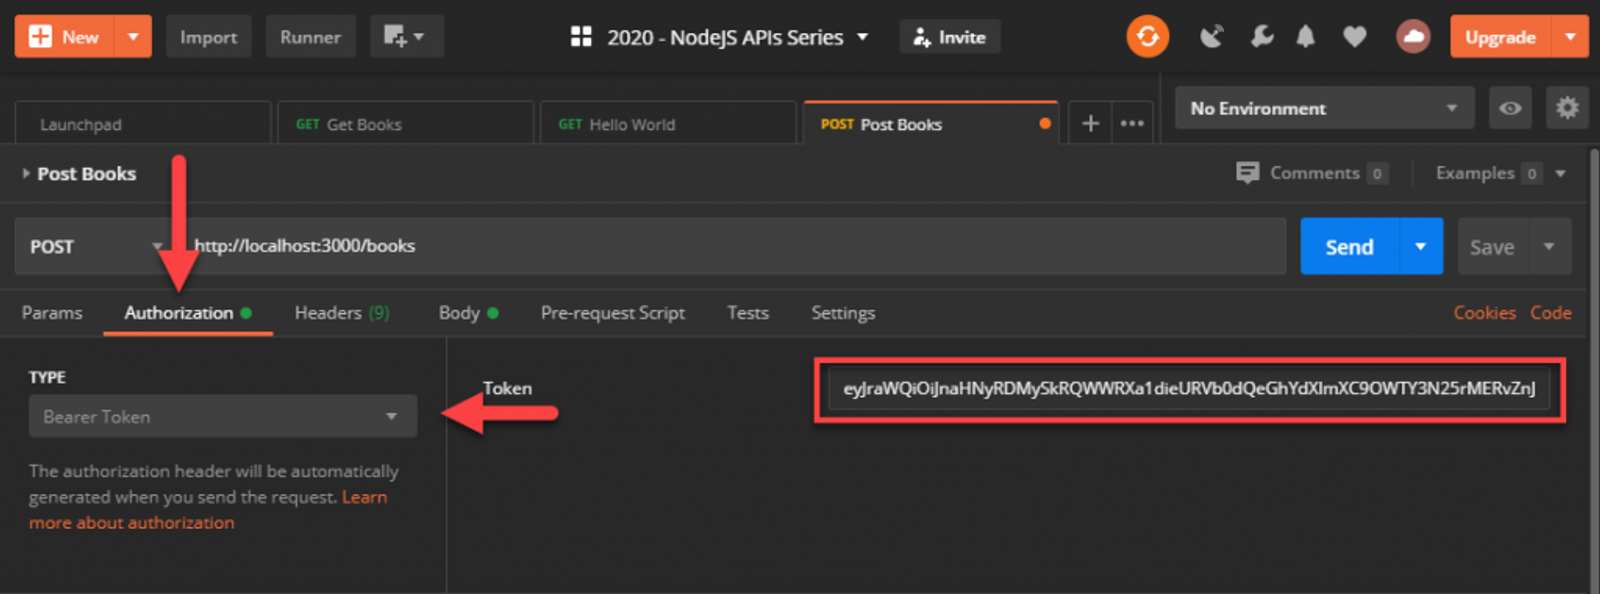 New Import Runner 2020 - NodeJS APIs Series Invite Upgrade
Launchpad GET Get Books GET Hello World POST Post Books No Environment
Post Books Comments 0 Examples 0
POST http://localhost:3000/books Send Save
Params Authorization Headers (9) Body Pre-request Script Tests Settings Cookies Code
TYPE
Token eyJraWQiOiJnaHNyRDMySkRQWWRXa1dieURVb0dQeGhYdXlmXC9OWTY3N25rMERvZnJ
Bearer Token
The authorization header will be automatically
generated when you send the request. Learn
more about authorization